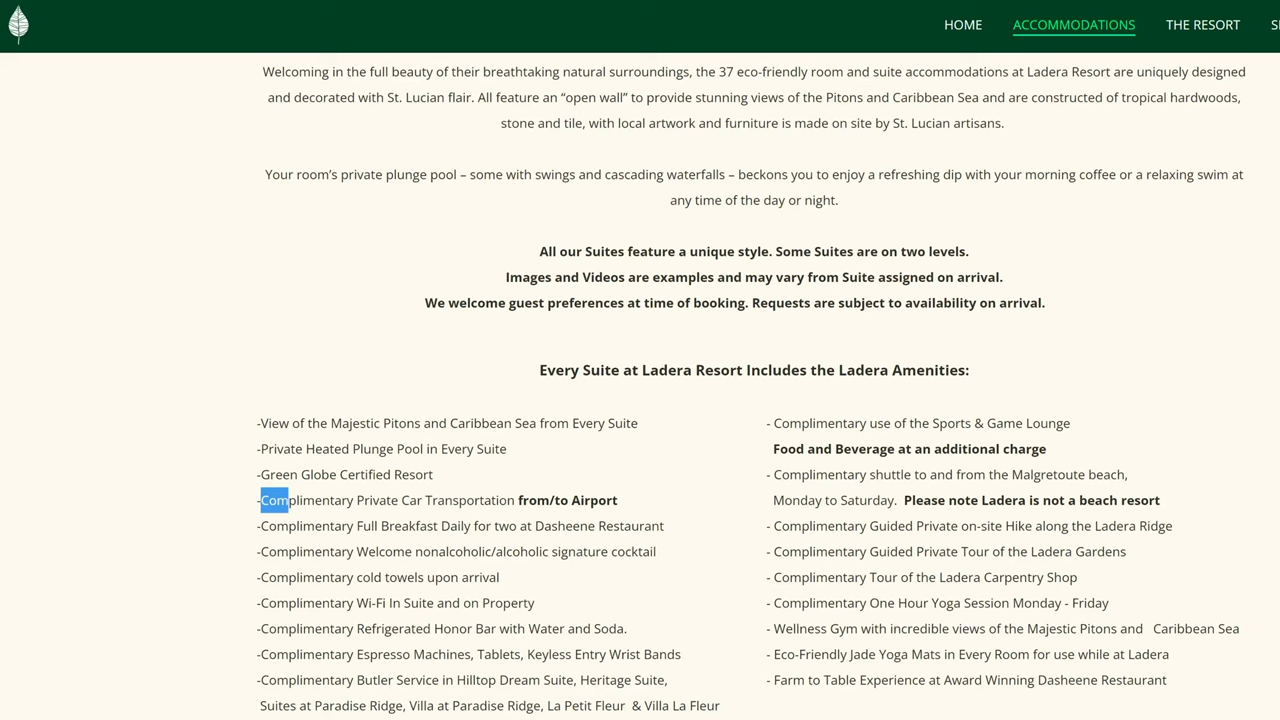 HOME ACCOMMODATIONS THE RESORT
Welcoming in the full beauty of their breathtaking natural surroundings, the 37 eco-friendly room and suite accommodations at Ladera Resort are uniquely designed
and decorated with St. Lucian flair. All feature an “open wall” to provide stunning views of the Pitons and Caribbean Sea and are constructed of tropical hardwoods,
stone and tile, with local artwork and furniture is made on site by St. Lucian artisans.
Your room’s private plunge pool – some with swings and cascading waterfalls – beckons you to enjoy a refreshing dip with your morning coffee or a relaxing swim at
any time of the day or night.
All our Suites feature a unique style. Some Suites are on two levels.
Images and Videos are examples and may vary from Suite assigned on arrival.
We welcome guest preferences at time of booking. Requests are subject to availability on arrival.
Every Suite at Ladera Resort Includes the Ladera Amenities:
-View of the Majestic Pitons and Caribbean Sea from Every Suite
-Private Heated Plunge Pool in Every Suite
-Green Globe Certified Resort
-Complimentary Private Car Transportation from/to Airport
-Complimentary Full Breakfast Daily for two at Dasheene Restaurant
-Complimentary Welcome nonalcoholic/alcoholic signature cocktail
-Complimentary cold towels upon arrival
-Complimentary Wi-Fi In Suite and on Property
-Complimentary Refrigerated Honor Bar with Water and Soda.
-Complimentary Espresso Machines, Tablets, Keyless Entry Wrist Bands
-Complimentary Butler Service in Hilltop Dream Suite, Heritage Suite,
Suites at Paradise Ridge, Villa at Paradise Ridge, La Petit Fleur & Villa La Fleur
- Complimentary use of the Sports & Game Lounge
Food and Beverage at an additional charge
- Complimentary shuttle to and from the Malgretoute beach,
Monday to Saturday. Please note Ladera is not a beach resort
- Complimentary Guided Private on-site Hike along the Ladera Ridge
- Complimentary Guided Private Tour of the Ladera Gardens
- Complimentary Tour of the Ladera Carpentry Shop
- Complimentary One Hour Yoga Session Monday - Friday
- Wellness Gym with incredible views of the Majestic Pitons and Caribbean Sea
- Eco-Friendly Jade Yoga Mats in Every Room for use while at Ladera
- Farm to Table Experience at Award Winning Dasheene Restaurant